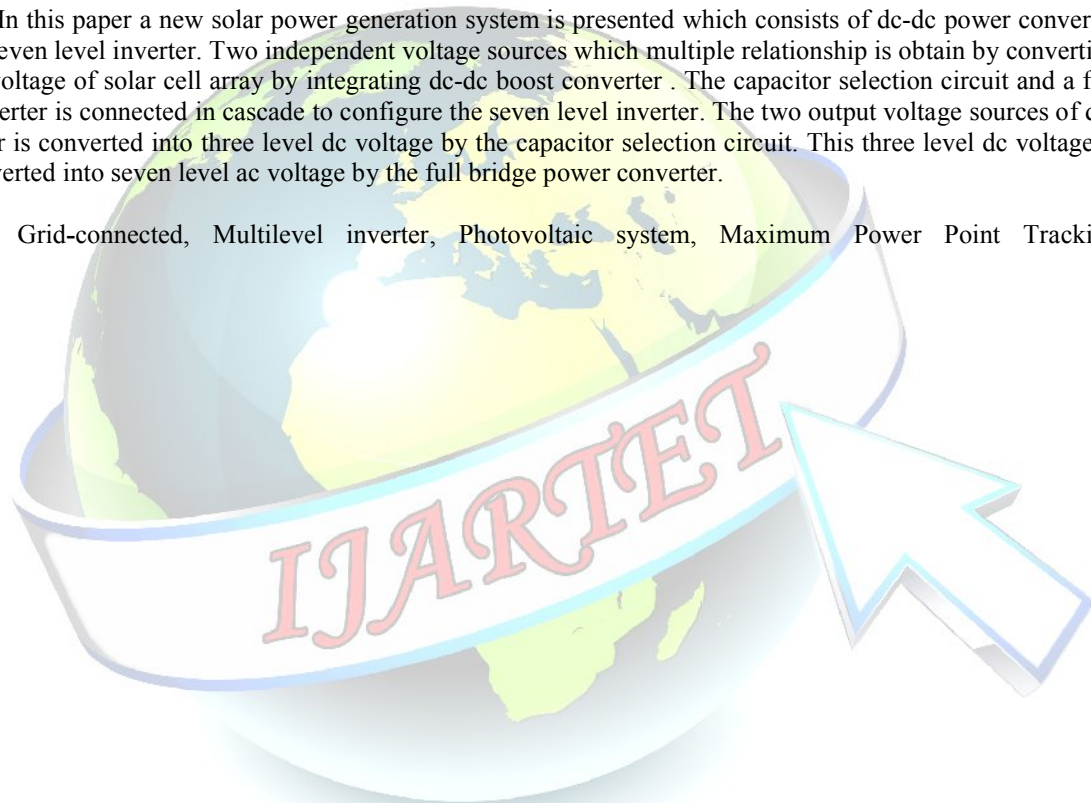 In this paper a new solar power generation system is presented which consists of dc-dc power conver
even level inverter. Two independent voltage sources which multiple relationship is obtain by converti
voltage of solar cell array by integrating dc-dc boost converter . The capacitor selection circuit and a f
erter is connected in cascade to configure the seven level inverter. The two output voltage sources of d
r is converted into three level dc voltage by the capacitor selection circuit. This three level dc voltage
verted into seven level ac voltage by the full bridge power converter.
Grid-connected, Multilevel inverter, Photovoltaic system, Maximum Power Point Tracki
IJARTET